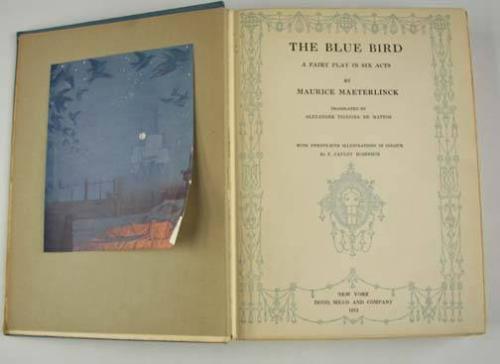 THE BLUE BIRD
A FAIRY PLAY IN SIX ACTS
BY
MAURICE MAETERLINCK
TRANSLATED BY
ALEXANDER TEIXEIRA DE MATTOS
WITH TWENTY-FIVE ILLUSTRATIONS IN COLOUR
By F. CAYLEY ROBINSON
NEW YORK
DODD, MEAD AND COMPANY